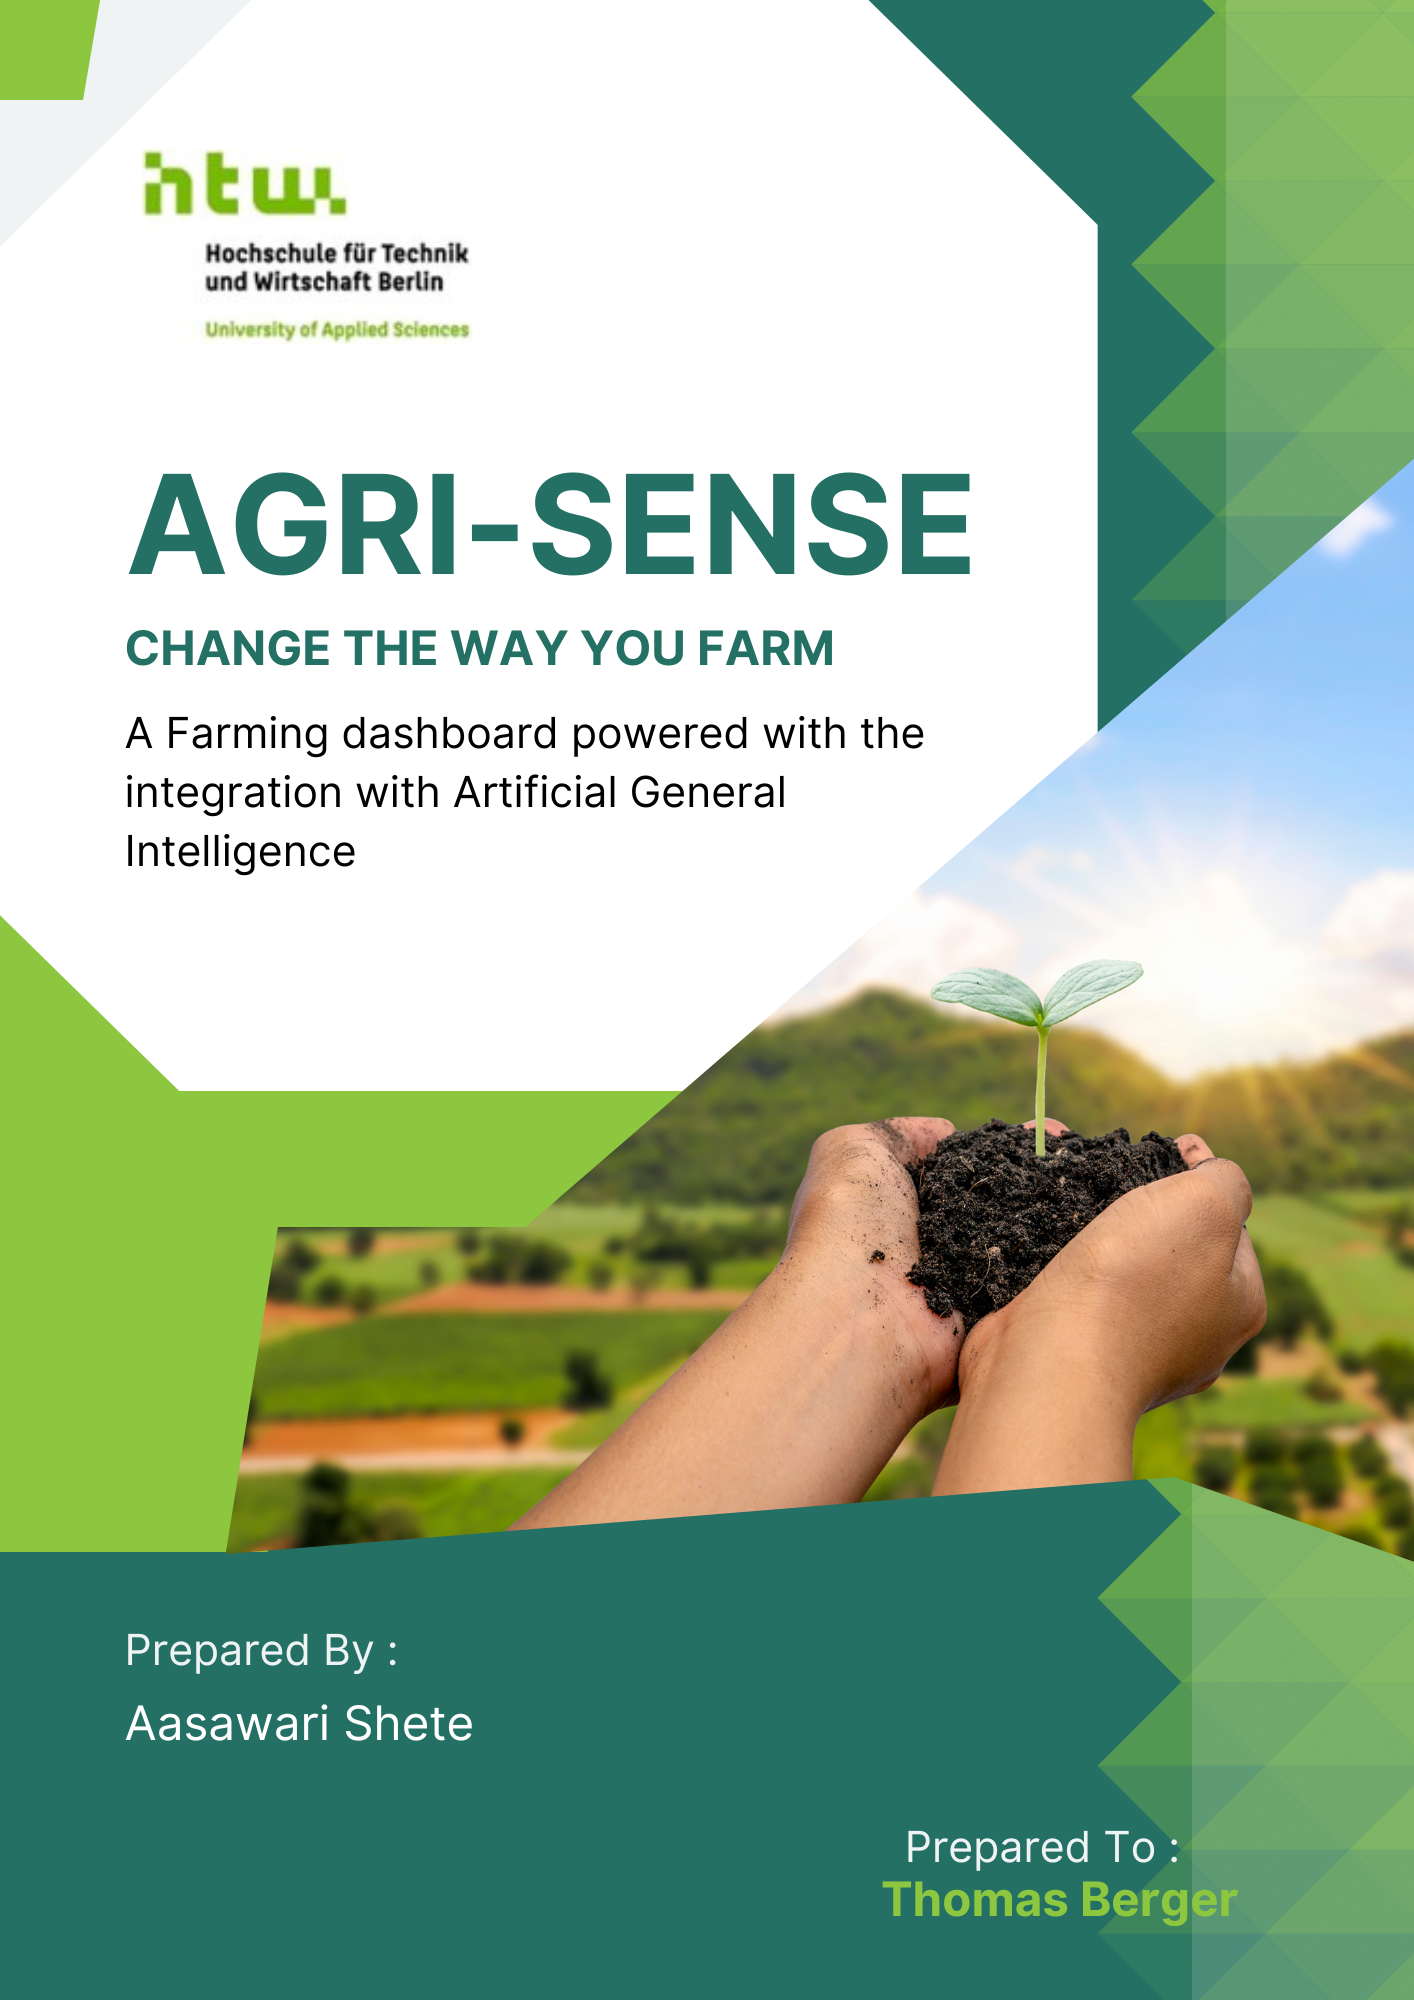 htw.
Hochschule für Technik
und Wirtschaft Berlin
University of Applied Sciences
AGRI-SENSE
CHANGE THE WAY YOU FARM
A Farming dashboard powered with the
integration with Artificial General
Intelligence
Prepared By :
Aasawari Shete
Prepared To :
Thomas Berger